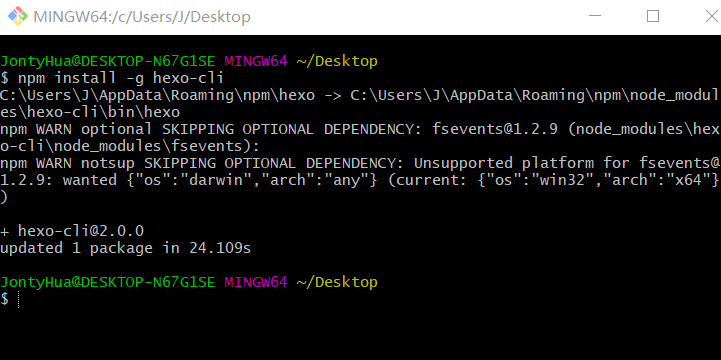 MINGW64:/c/Users/J/Desktop
JontyHua@DESKTOP-N67G1SE MINGW64 ~/Desktop
$ npm install -g hexo-cli
C:\Users\J\AppData\Roaming\npm\hexo -> C:\Users\J\AppData\Roaming\npm\node_modul
es\hexo-cli\bin\hexo
npm WARN optional SKIPPING OPTIONAL DEPENDENCY: fsevents@1.2.9 (node_modules\hex
o-cli\node_modules\fsevents):
npm WARN notsup SKIPPING OPTIONAL DEPENDENCY: Unsupported platform for fsevents@
1.2.9: wanted {"os":"darwin","arch":"any"} (current: {"os":"win32","arch":"x64"}
)
+ hexo-cli@2.0.0
updated 1 package in 24.109s
JontyHua@DESKTOP-N67G1SE MINGW64 ~/Desktop
$